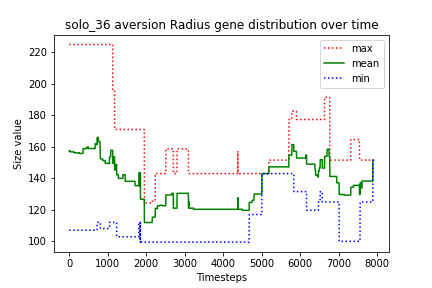 solo_36 aversion Radius gene distribution over time
max
mean
min
Size value
220
200
180
160
140
120
100
0 1000 2000 3000 4000 5000 6000 7000 8000
Timesteps